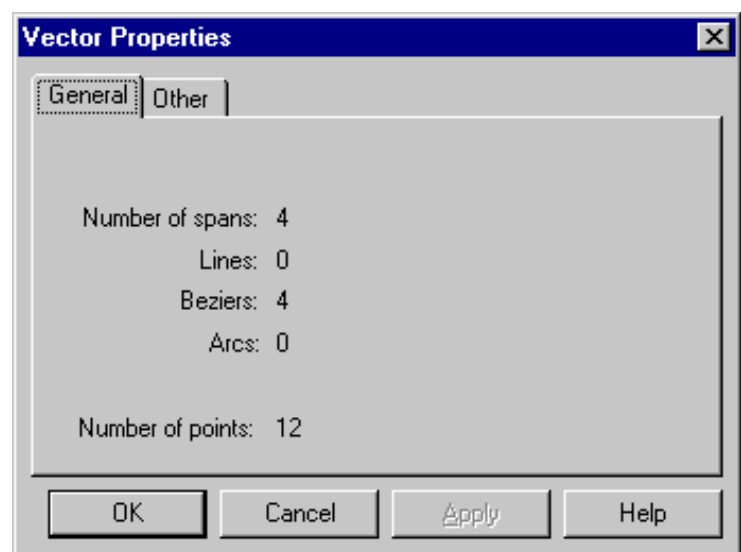 Vector Properties
General Other
Number of spans: 4
Lines: 0
Beziers: 4
Arcs: 0
Number of points: 12
OK Cancel Apply Help